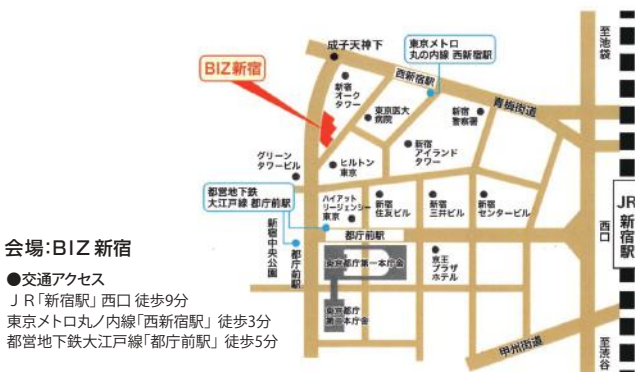 成子天神下
東京メトロ
丸の内線 西新宿駅
至池袋
BIZ新宿
西新宿駅
新宿
オーク
タワー
東京医大
病院
新宿
警察署
青梅街道
新宿
アイランド
タワー
グリーン
タワービル
ヒルトン
東京
都営地下鉄
大江戸線 都庁前駅
ハイアット
リージェンシー
東京
新宿
住友ビル
新宿
三井ビル
新宿
センタービル
JR新宿駅
西口
新宿中央公園
都庁前駅
都庁前駅
東京都庁第一本庁舎
京王
プラザ
ホテル
東京都庁
第二本庁舎
甲州街道
至渋谷
会場:BIZ新宿
●交通アクセス
JR「新宿駅」西口 徒歩9分
東京メトロ丸ノ内線「西新宿駅」徒歩3分
都営地下鉄大江戸線「都庁前駅」徒歩5分